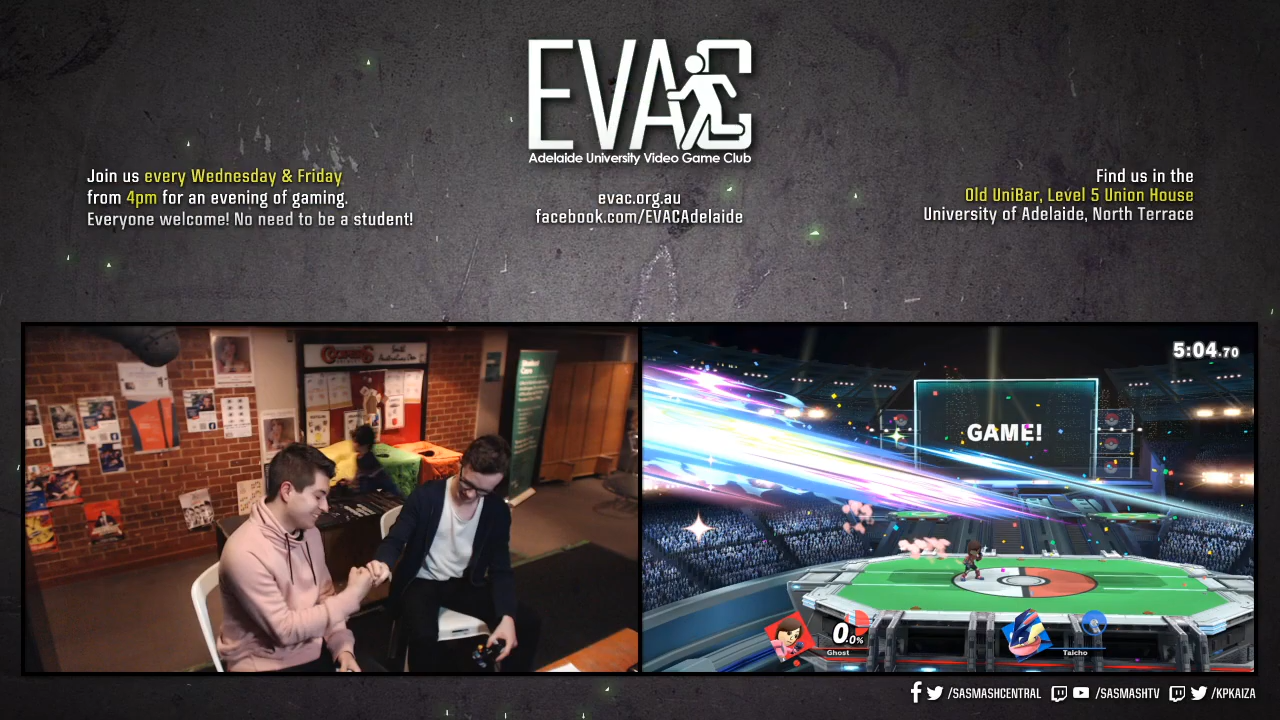 EVAC
Adelaide University Video Game Club
Join us every Wednesday & Friday
from 4pm for an evening of gaming.
Everyone welcome! No need to be a student!
evac.org.au
facebook.com/EVACAdelaide
Find us in the
Old UniBar, Level 5 Union House
University of Adelaide, North Terrace
COOPERS
5:04.70
GAME!
0.0%
Ghost
Taicho
/SASMASHCENTRAL
/SASMASHTV
/KPKAIZA